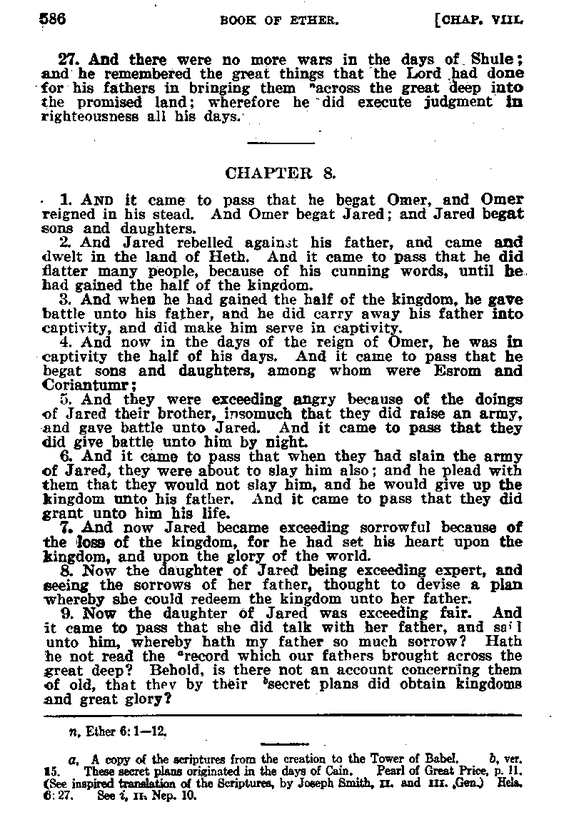 586 BOOK OF ETHER. [CHAP. VIII.
27. And there were no more wars in the days of Shule;
and he remembered the great things that the Lord had done
for his fathers in bringing them ⁿacross the great deep into
the promised land; wherefore he did execute judgment in
righteousness all his days.
CHAPTER 8.
1. AND it came to pass that he begat Omer, and Omer
reigned in his stead. And Omer begat Jared; and Jared begat
sons and daughters.
2. And Jared rebelled against his father, and came and
dwelt in the land of Heth. And it came to pass that he did
flatter many people, because of his cunning words, until he
had gained the half of the kingdom.
3. And when he had gained the half of the kingdom, he gave
battle unto his father, and he did carry away his father into
captivity, and did make him serve in captivity.
4. And now in the days of the reign of Omer, he was in
captivity the half of his days. And it came to pass that he
begat sons and daughters, among whom were Esrom and
Coriantumr;
5. And they were exceeding angry because of the doings
of Jared their brother, insomuch that they did raise an army,
and gave battle unto Jared. And it came to pass that they
did give battle unto him by night.
6. And it came to pass that when they had slain the army
of Jared, they were about to slay him also; and he plead with
them that they would not slay him, and he would give up the
kingdom unto his father. And it came to pass that they did
grant unto him his life.
7. And now Jared became exceeding sorrowful because of
the loss of the kingdom, for he had set his heart upon the
kingdom, and upon the glory of the world.
8. Now the daughter of Jared being exceeding expert, and
seeing the sorrows of her father, thought to devise a plan
whereby she could redeem the kingdom unto her father.
9. Now the daughter of Jared was exceeding fair. And
it came to pass that she did talk with her father, and said
unto him, whereby hath my father so much sorrow? Hath
he not read the ᵃrecord which our fathers brought across the
great deep? Behold, is there not an account concerning them
of old, that they by their ᵇsecret plans did obtain kingdoms
and great glory?
n, Ether 6: 1—12.
a, A copy of the scriptures from the creation to the Tower of Babel. b, ver.
15. These secret plans originated in the days of Cain. Pearl of Great Price, p. 11.
(See inspired translation of the Scriptures, by Joseph Smith, II. and III. Gen.) Hela.
6: 27. See i, II. Nep. 10.